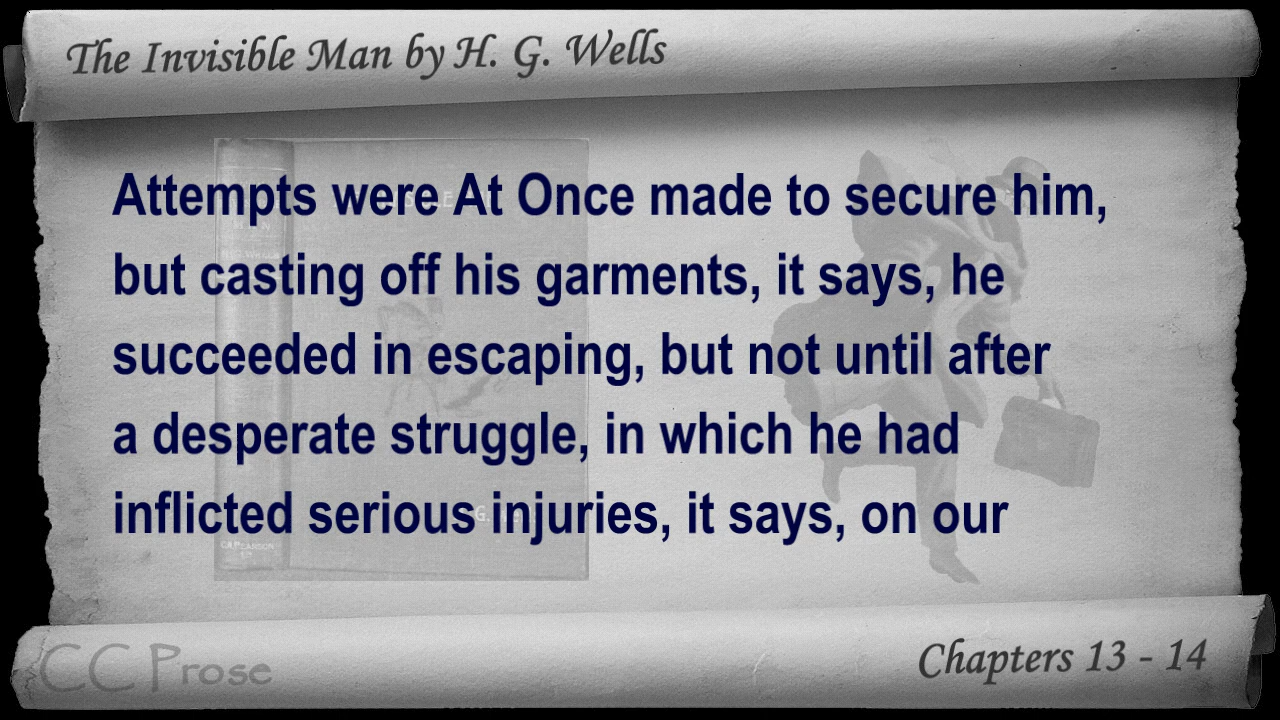 The Invisible Man by H. G. Wells
Attempts were At Once made to secure him,
but casting off his garments, it says, he
succeeded in escaping, but not until after
a desperate struggle, in which he had
inflicted serious injuries, it says, on our
CC Prose
Chapters 13 - 14